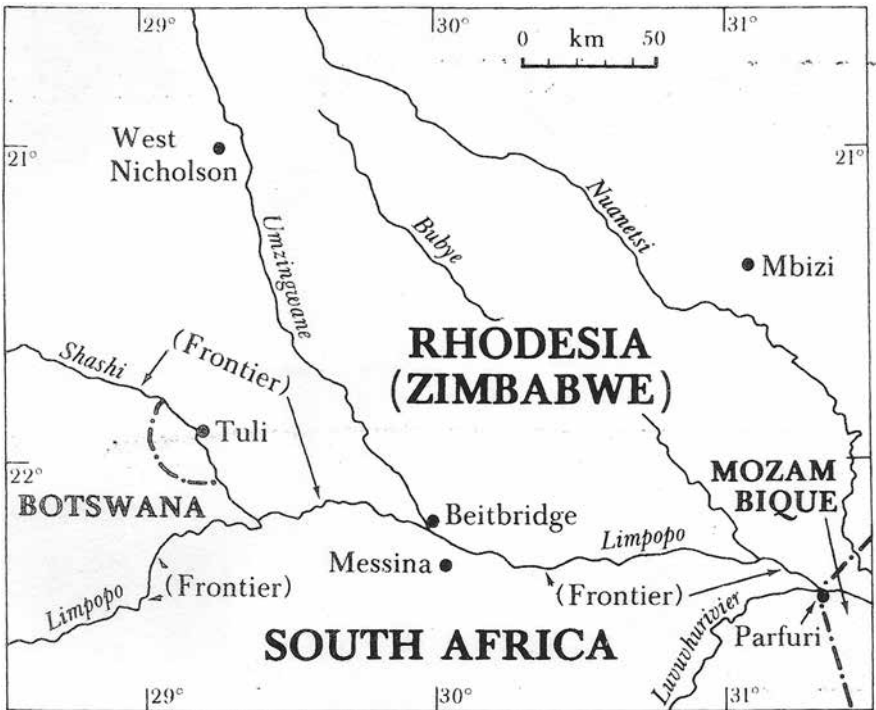 29°
30°
31°
0 km 50
West
Nicholson
21°
21°
Nuanetsi
Bubye
Umzingwane
Mbizi
RHODESIA
(ZIMBABWE)
(Frontier)
Shashi
Tuli
22°
BOTSWANA
MOZAM
BIQUE
Beitbridge
Limpopo
Messina
(Frontier)
(Frontier)
Limpopo
Luvuvhurivier
Parfuri
SOUTH AFRICA
29°
30°
31°